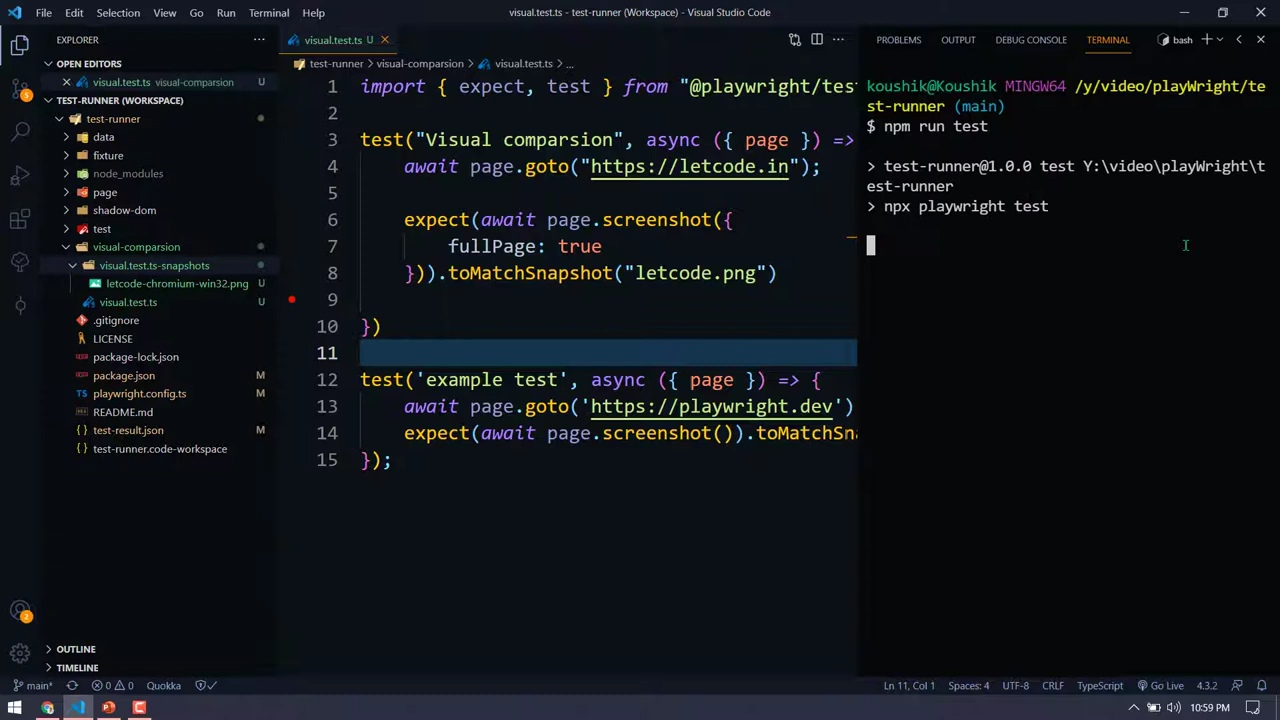 File Edit Selection View Go Run Terminal Help
visual.test.ts - test-runner (Workspace) - Visual Studio Code
EXPLORER
OPEN EDITORS
visual.test.ts visual-comparsion U
TEST-RUNNER (WORKSPACE)
test-runner
data
fixture
node_modules
page
shadow-dom
test
visual-comparsion
visual.test.ts-snapshots
letcode-chromium-win32.png U
visual.test.ts U
.gitignore
LICENSE
package-lock.json
package.json M
playwright.config.ts M
README.md
test-result.json M
test-runner.code-workspace
OUTLINE
TIMELINE
5
2
visual.test.ts U
test-runner > visual-comparsion > visual.test.ts > ...
1 import { expect, test } from "@playwright/tes
2
3 test("Visual comparsion", async ({ page }) =>
4 await page.goto("https://letcode.in");
5
6 expect(await page.screenshot({
7 fullPage: true
8 })).toMatchSnapshot("letcode.png")
9
10 })
11
12 test('example test', async ({ page }) => {
13 await page.goto('https://playwright.dev')
14 expect(await page.screenshot()).toMatchSna
15 });
PROBLEMS OUTPUT DEBUG CONSOLE TERMINAL bash
koushik@Koushik MINGW64 /y/video/playWright/te
st-runner (main)
$ npm run test
> test-runner@1.0.0 test Y:\video\playWright\t
est-runner
> npx playwright test
main* 0 0 Quokka
Ln 11, Col 1 Spaces: 4 UTF-8 CRLF TypeScript Go Live 4.3.2
10:59 PM